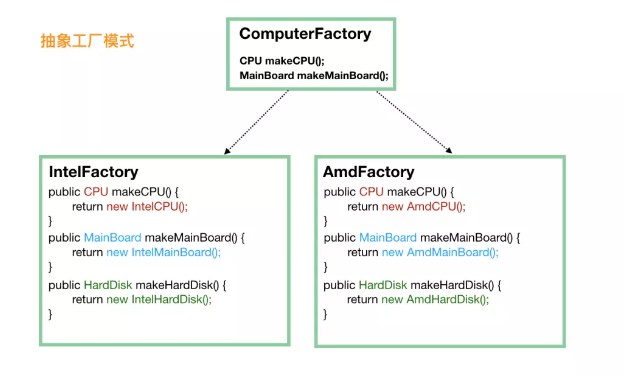 抽象工厂模式
ComputerFactory
CPU makeCPU();
MainBoard makeMainBoard();
IntelFactory
public CPU makeCPU() {
return new IntelCPU();
}
public MainBoard makeMainBoard() {
return new IntelMainBoard();
}
public HardDisk makeHardDisk() {
return new IntelHardDisk();
}
AmdFactory
public CPU makeCPU() {
return new AmdCPU();
}
public MainBoard makeMainBoard() {
return new AmdMainBoard();
}
public HardDisk makeHardDisk() {
return new AmdHardDisk();
}